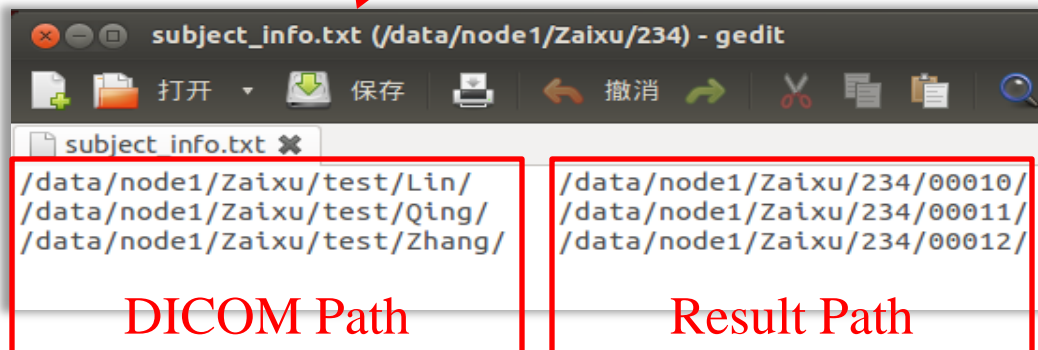 subject_info.txt (/data/node1/Zaixu/234) - gedit
打开 保存 撤消
subject_info.txt
/data/node1/Zaixu/test/Lin/ /data/node1/Zaixu/234/00010/
/data/node1/Zaixu/test/Qing/ /data/node1/Zaixu/234/00011/
/data/node1/Zaixu/test/Zhang/ /data/node1/Zaixu/234/00012/
DICOM Path Result Path